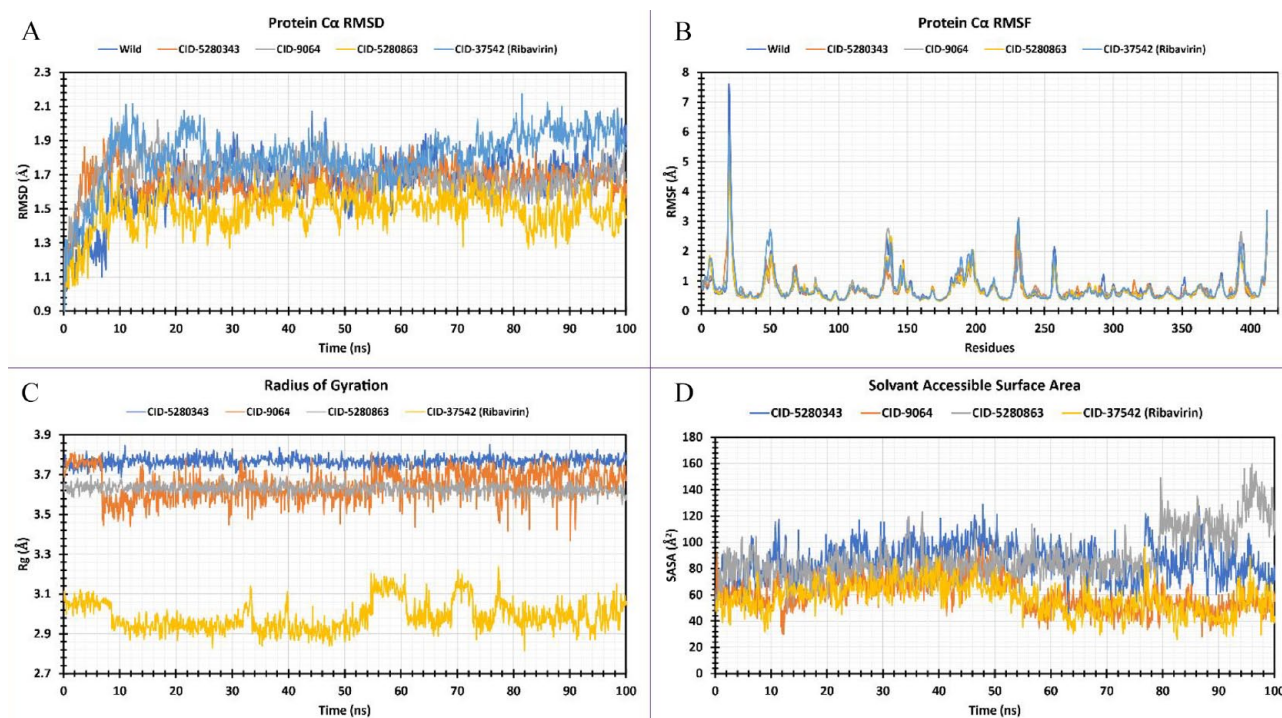 A
Protein Cα RMSD
Wild CID-5280343 CID-9064 CID-5280863 CID-37542 (Ribavirin)
2.3
2.1
1.9
1.7
1.5
1.3
1.1
0.9
RMSD (Å)
0 10 20 30 40 50 60 70 80 90 100
Time (ns)
B
Protein Cα RMSF
Wild CID-5280343 CID-9064 CID-5280863 CID-37542 (Ribavirin)
8
7
6
5
4
3
2
1
0
RMSF (Å)
0 50 100 150 200 250 300 350 400
Residues
C
Radius of Gyration
CID-5280343 CID-9064 CID-5280863 CID-37542 (Ribavirin)
3.9
3.7
3.5
3.3
3.1
2.9
2.7
Rg (Å)
0 10 20 30 40 50 60 70 80 90 100
Time (ns)
D
Solvent Accessible Surface Area
CID-5280343 CID-9064 CID-5280863 CID-37542 (Ribavirin)
180
160
140
120
100
80
60
40
20
0
SASA (Å²)
0 10 20 30 40 50 60 70 80 90 100
Time (ns)